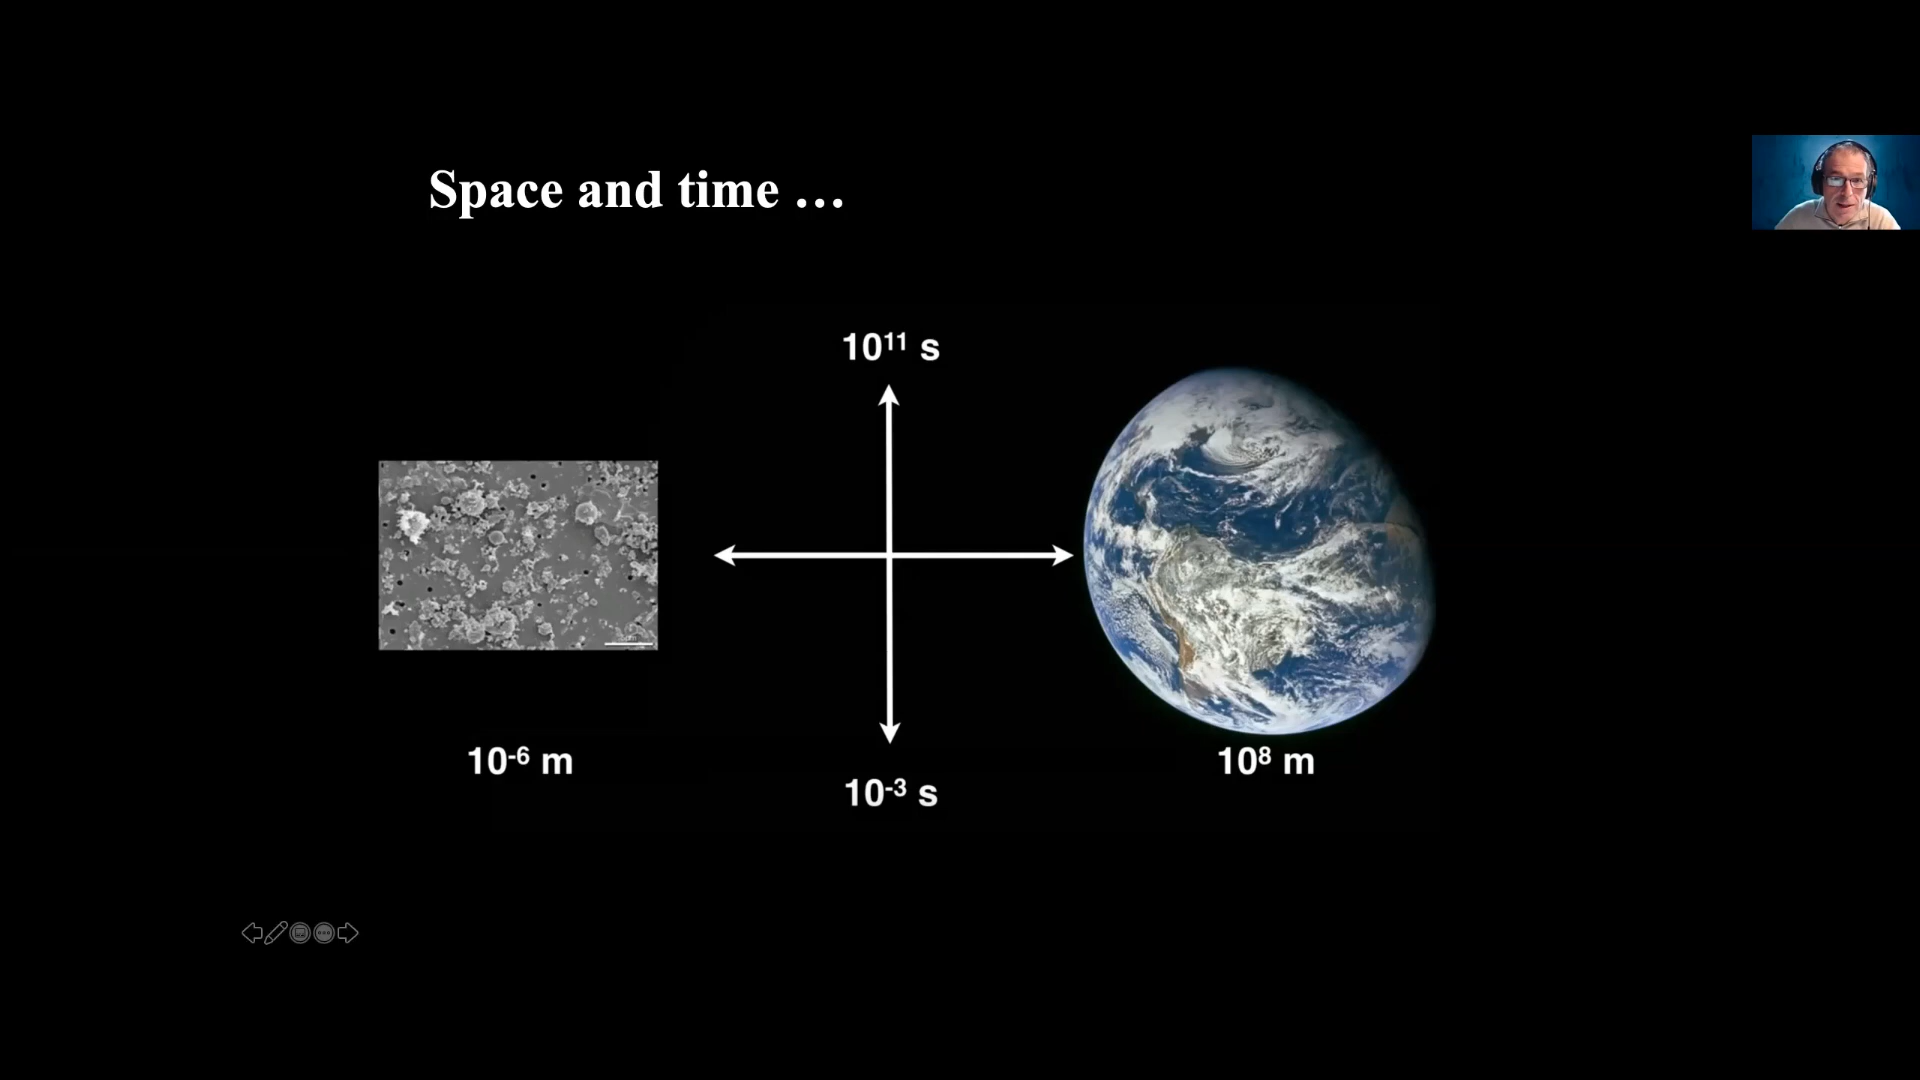 Space and time …
10¹¹ s
10⁻⁶ m
10⁸ m
10⁻³ s